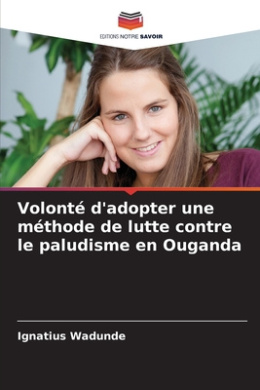 EDITIONS NOTRE SAVOIR
Volonté d'adopter une
méthode de lutte contre
le paludisme en Ouganda
Ignatius Wadunde